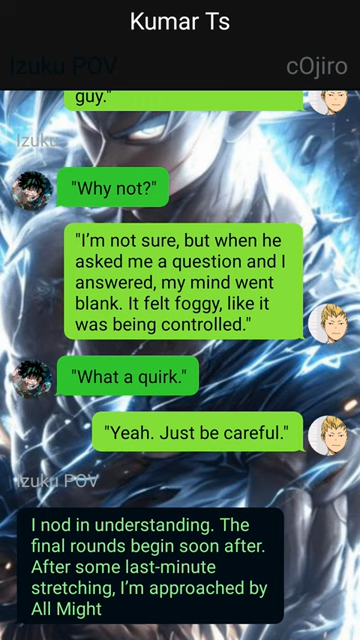 Kumar Ts
Izuku POV
cOjiro
guy."
Izuku
"Why not?"
"I'm not sure, but when he
asked me a question and I
answered, my mind went
blank. It felt foggy, like it
was being controlled."
"What a quirk."
"Yeah. Just be careful."
Izuku POV
I nod in understanding. The
final rounds begin soon after.
After some last-minute
stretching, I'm approached by
All Might